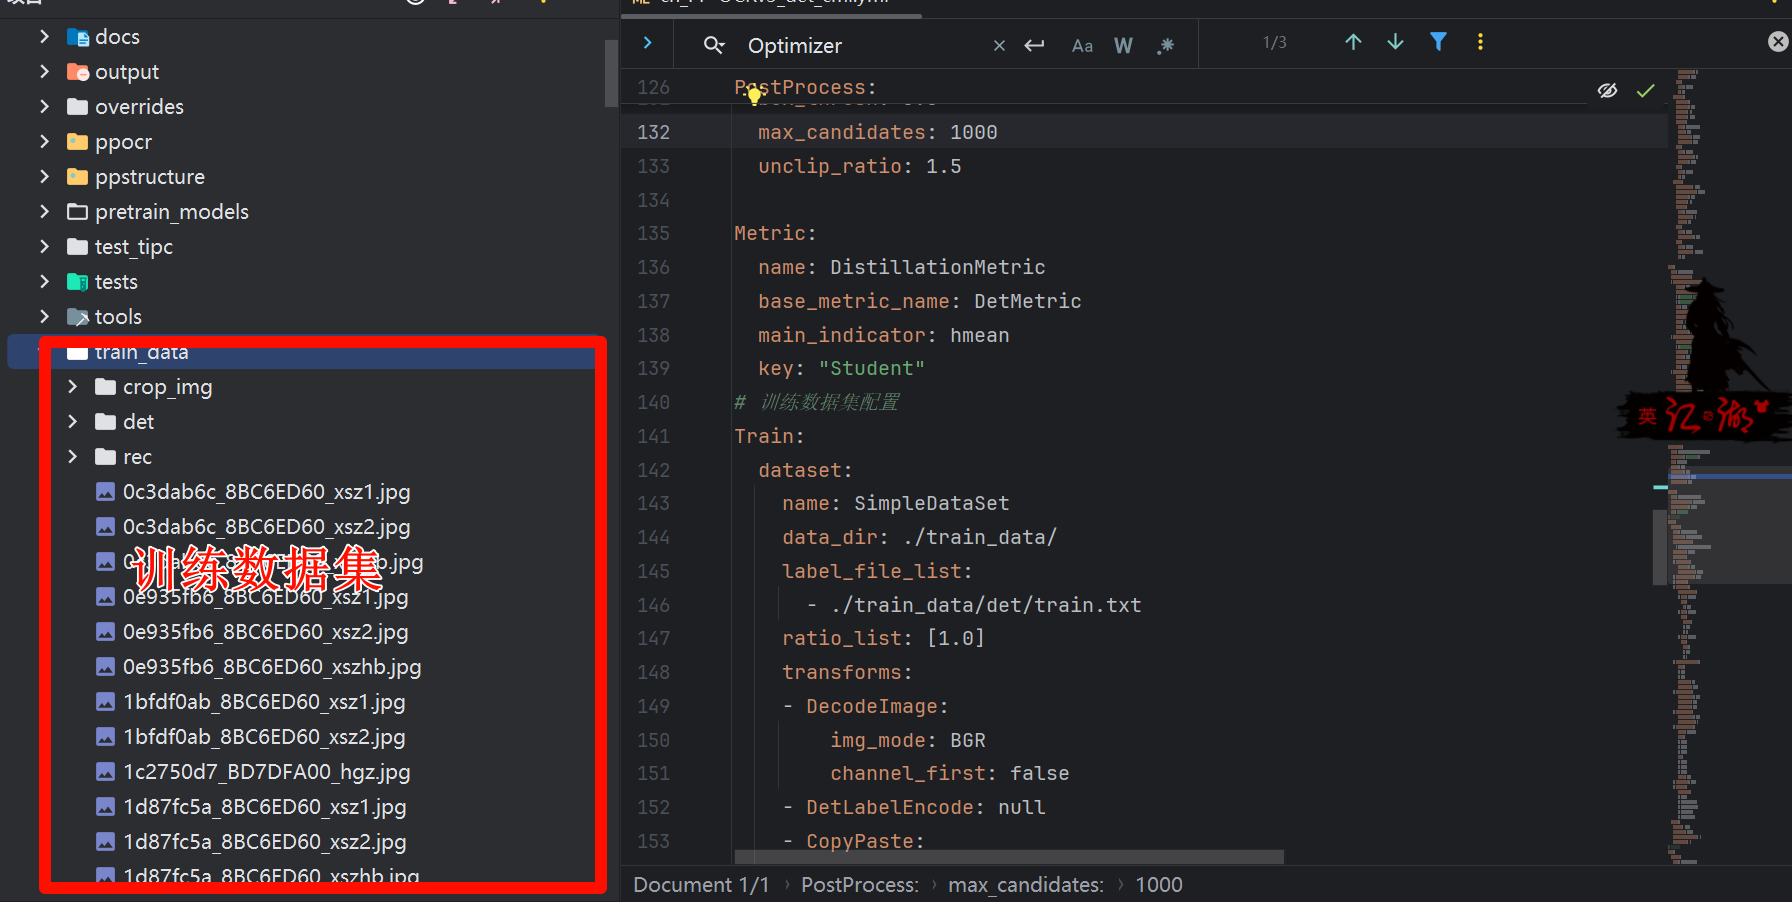 docs
output
overrides
ppocr
ppstructure
pretrain_models
test_tipc
tests
tools
train_data
crop_img
det
rec
0c3dab6c_8BC6ED60_xsz1.jpg
0c3dab6c_8BC6ED60_xsz2.jpg
训练数据集
0e935fb6_8BC6ED60_xsz1.jpg
0e935fb6_8BC6ED60_xsz2.jpg
0e935fb6_8BC6ED60_xszhb.jpg
1bfdf0ab_8BC6ED60_xsz1.jpg
1bfdf0ab_8BC6ED60_xsz2.jpg
1c2750d7_BD7DFA00_hgz.jpg
1d87fc5a_8BC6ED60_xsz1.jpg
1d87fc5a_8BC6ED60_xsz2.jpg
1d87fc5a_8BC6ED60_xszhb.jpg
Optimizer
Aa W .*
1/3
126 PostProcess:
132 max_candidates: 1000
133 unclip_ratio: 1.5
134
135 Metric:
136 name: DistillationMetric
137 base_metric_name: DetMetric
138 main_indicator: hmean
139 key: "Student"
140 # 训练数据集配置
141 Train:
142 dataset:
143 name: SimpleDataSet
144 data_dir: ./train_data/
145 label_file_list:
146 - ./train_data/det/train.txt
147 ratio_list: [1.0]
148 transforms:
149 - DecodeImage:
150 img_mode: BGR
151 channel_first: false
152 - DetLabelEncode: null
153 - CopyPaste:
英
Document 1/1 › PostProcess: › max_candidates: › 1000